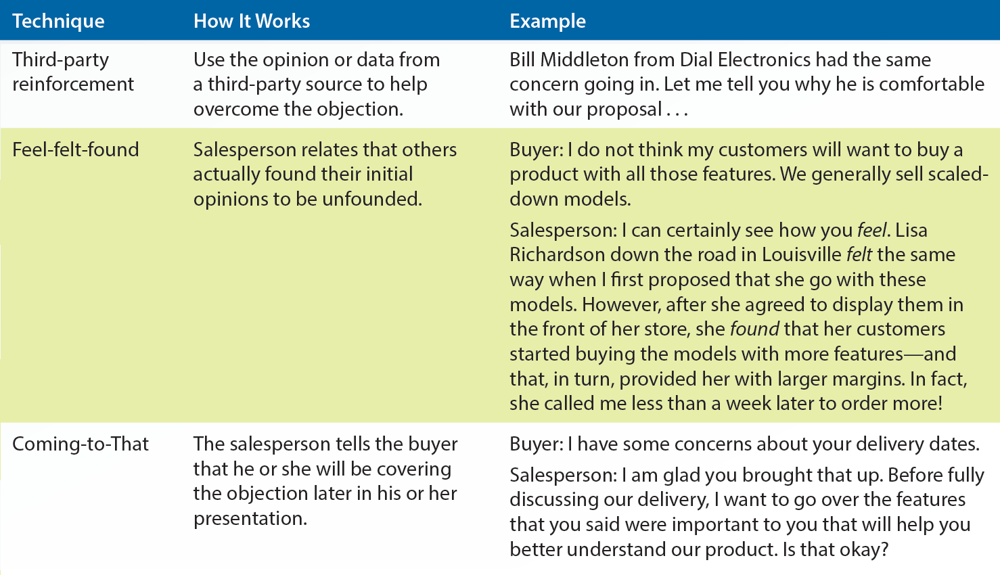 Technique How It Works Example
Third-party
reinforcement
Use the opinion or data from
a third-party source to help
overcome the objection.
Bill Middleton from Dial Electronics had the same
concern going in. Let me tell you why he is comfortable
with our proposal . . .
Feel-felt-found
Salesperson relates that others
actually found their initial
opinions to be unfounded.
Buyer: I do not think my customers will want to buy a
product with all those features. We generally sell scaled-
down models.
Salesperson: I can certainly see how you feel. Lisa
Richardson down the road in Louisville felt the same
way when I first proposed that she go with these
models. However, after she agreed to display them in
the front of her store, she found that her customers
started buying the models with more features—and
that, in turn, provided her with larger margins. In fact,
she called me less than a week later to order more!
Coming-to-That
The salesperson tells the buyer
that he or she will be covering
the objection later in his or her
presentation.
Buyer: I have some concerns about your delivery dates.
Salesperson: I am glad you brought that up. Before fully
discussing our delivery, I want to go over the features
that you said were important to you that will help you
better understand our product. Is that okay?